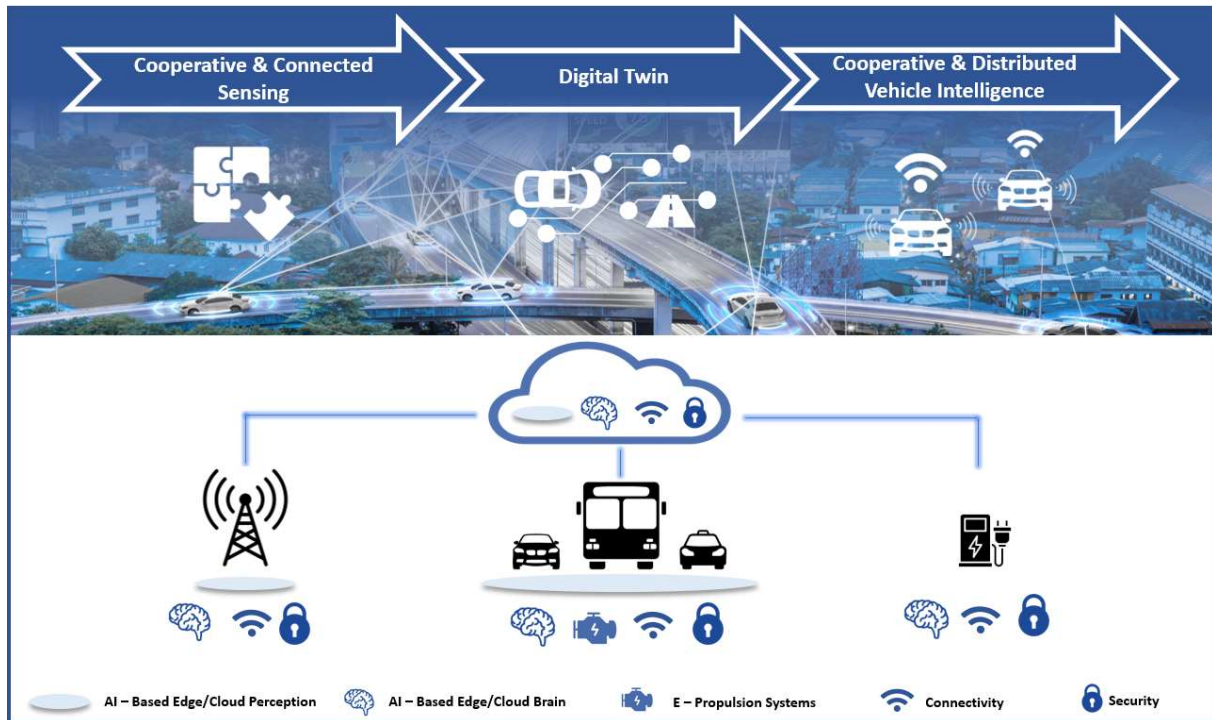 Cooperative & Connected
Sensing
Digital Twin
Cooperative & Distributed
Vehicle Intelligence
AI – Based Edge/Cloud Perception
AI – Based Edge/Cloud Brain
E – Propulsion Systems
Connectivity
Security